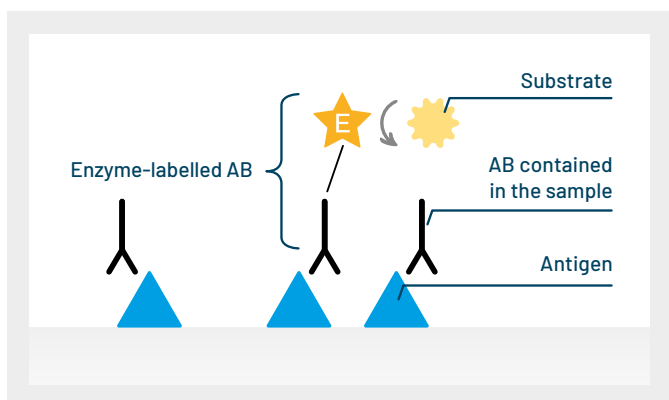 Substrate
E
Enzyme-labelled AB
AB contained
in the sample
Antigen